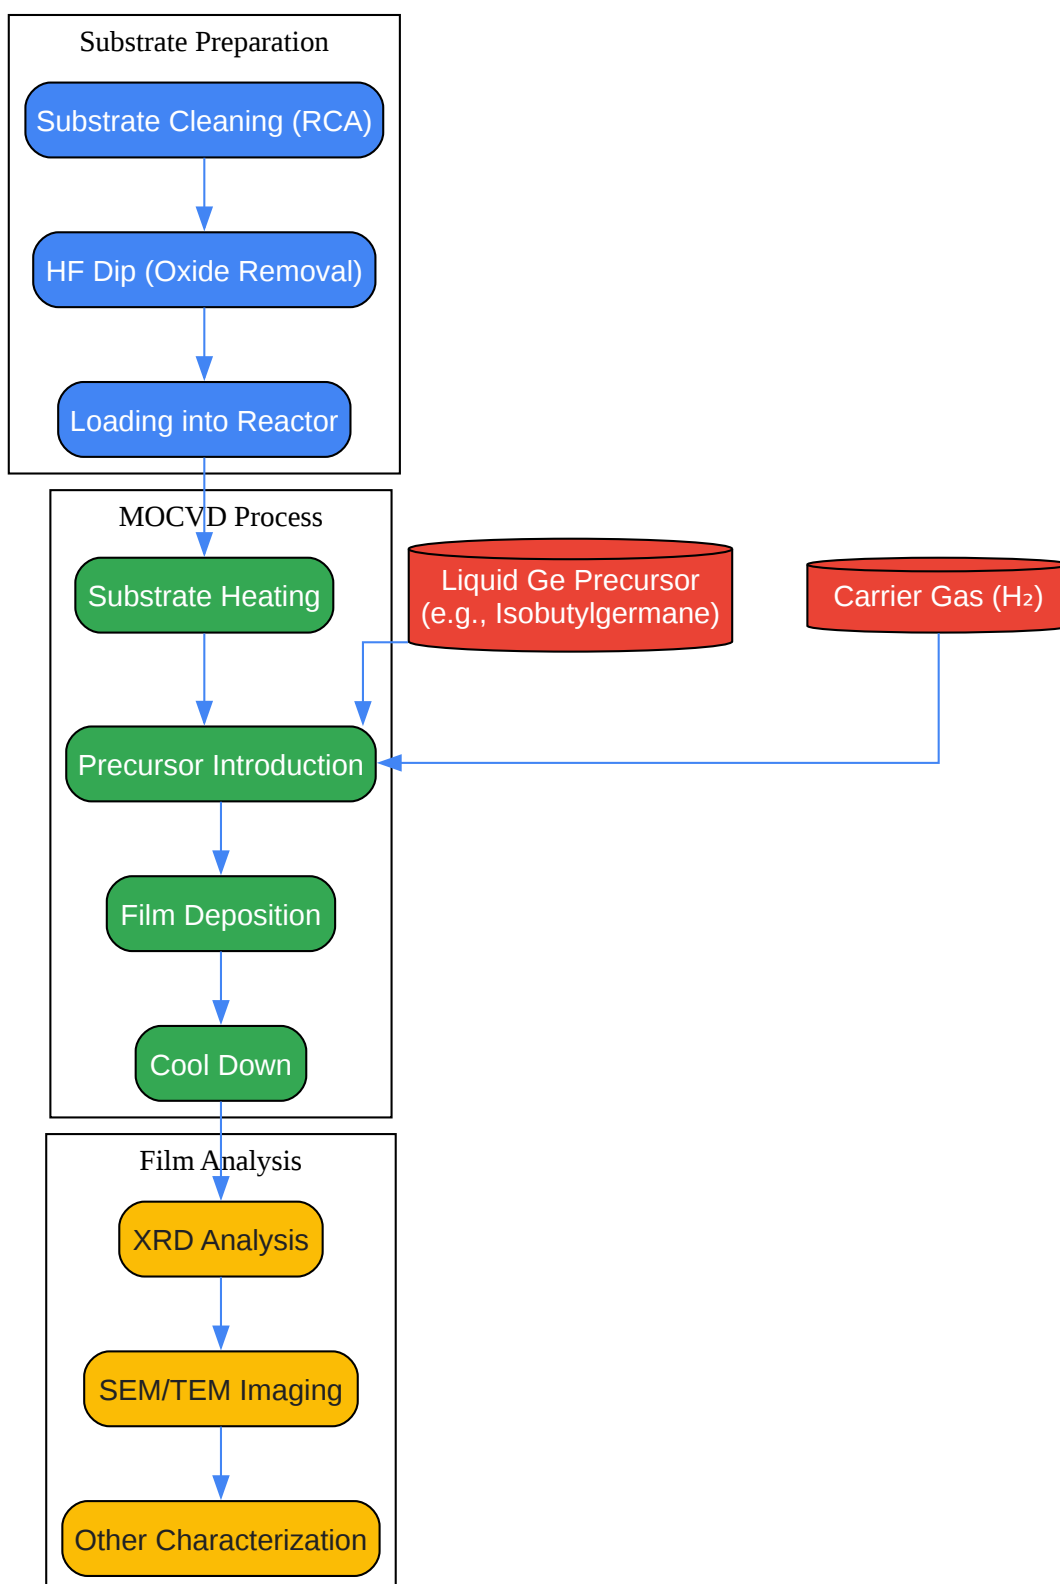 Substrate Preparation
Substrate Cleaning (RCA)
HF Dip (Oxide Removal)
Loading into Reactor
MOCVD Process
Substrate Heating
Liquid Ge Precursor
(e.g., Isobutylgermane)
Carrier Gas (H₂)
Precursor Introduction
Film Deposition
Cool Down
Film Analysis
XRD Analysis
SEM/TEM Imaging
Other Characterization